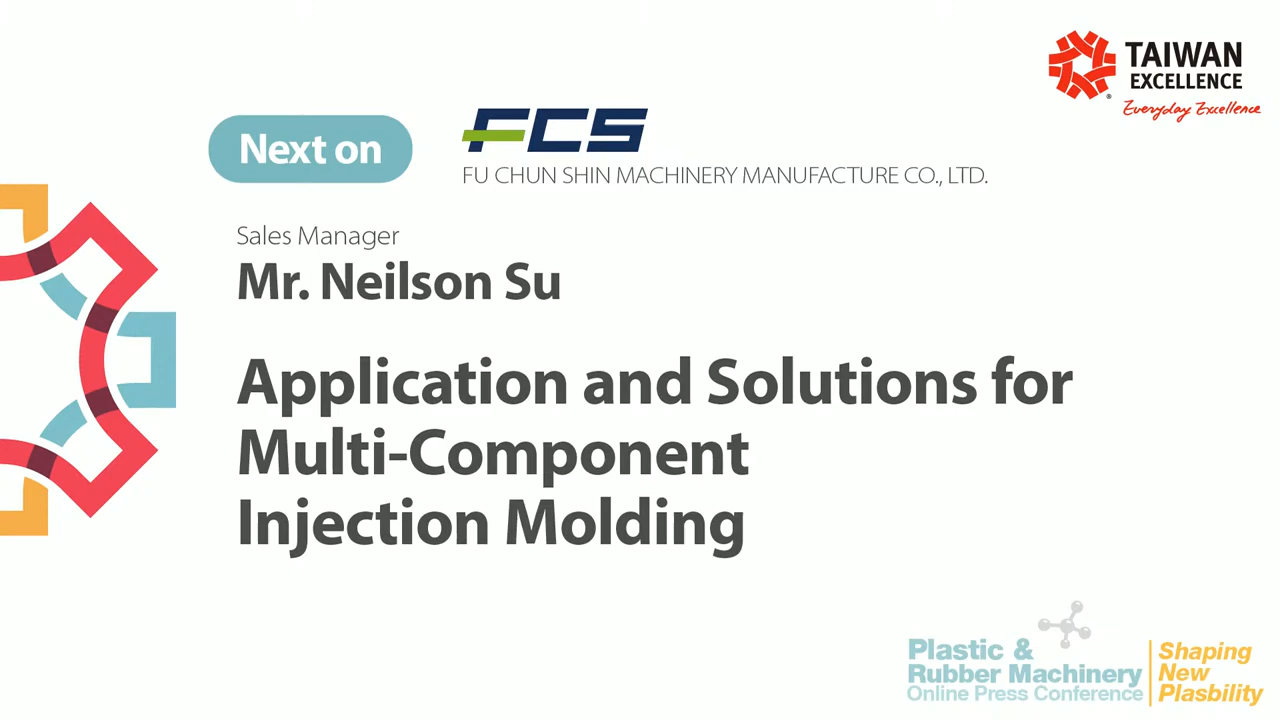 TAIWAN
EXCELLENCE
Everyday Excellence
Next on
FCS
FU CHUN SHIN MACHINERY MANUFACTURE CO., LTD.
Sales Manager
Mr. Neilson Su
Application and Solutions for
Multi-Component
Injection Molding
Plastic &
Rubber Machinery
Online Press Conference
Shaping
New
Plasbility